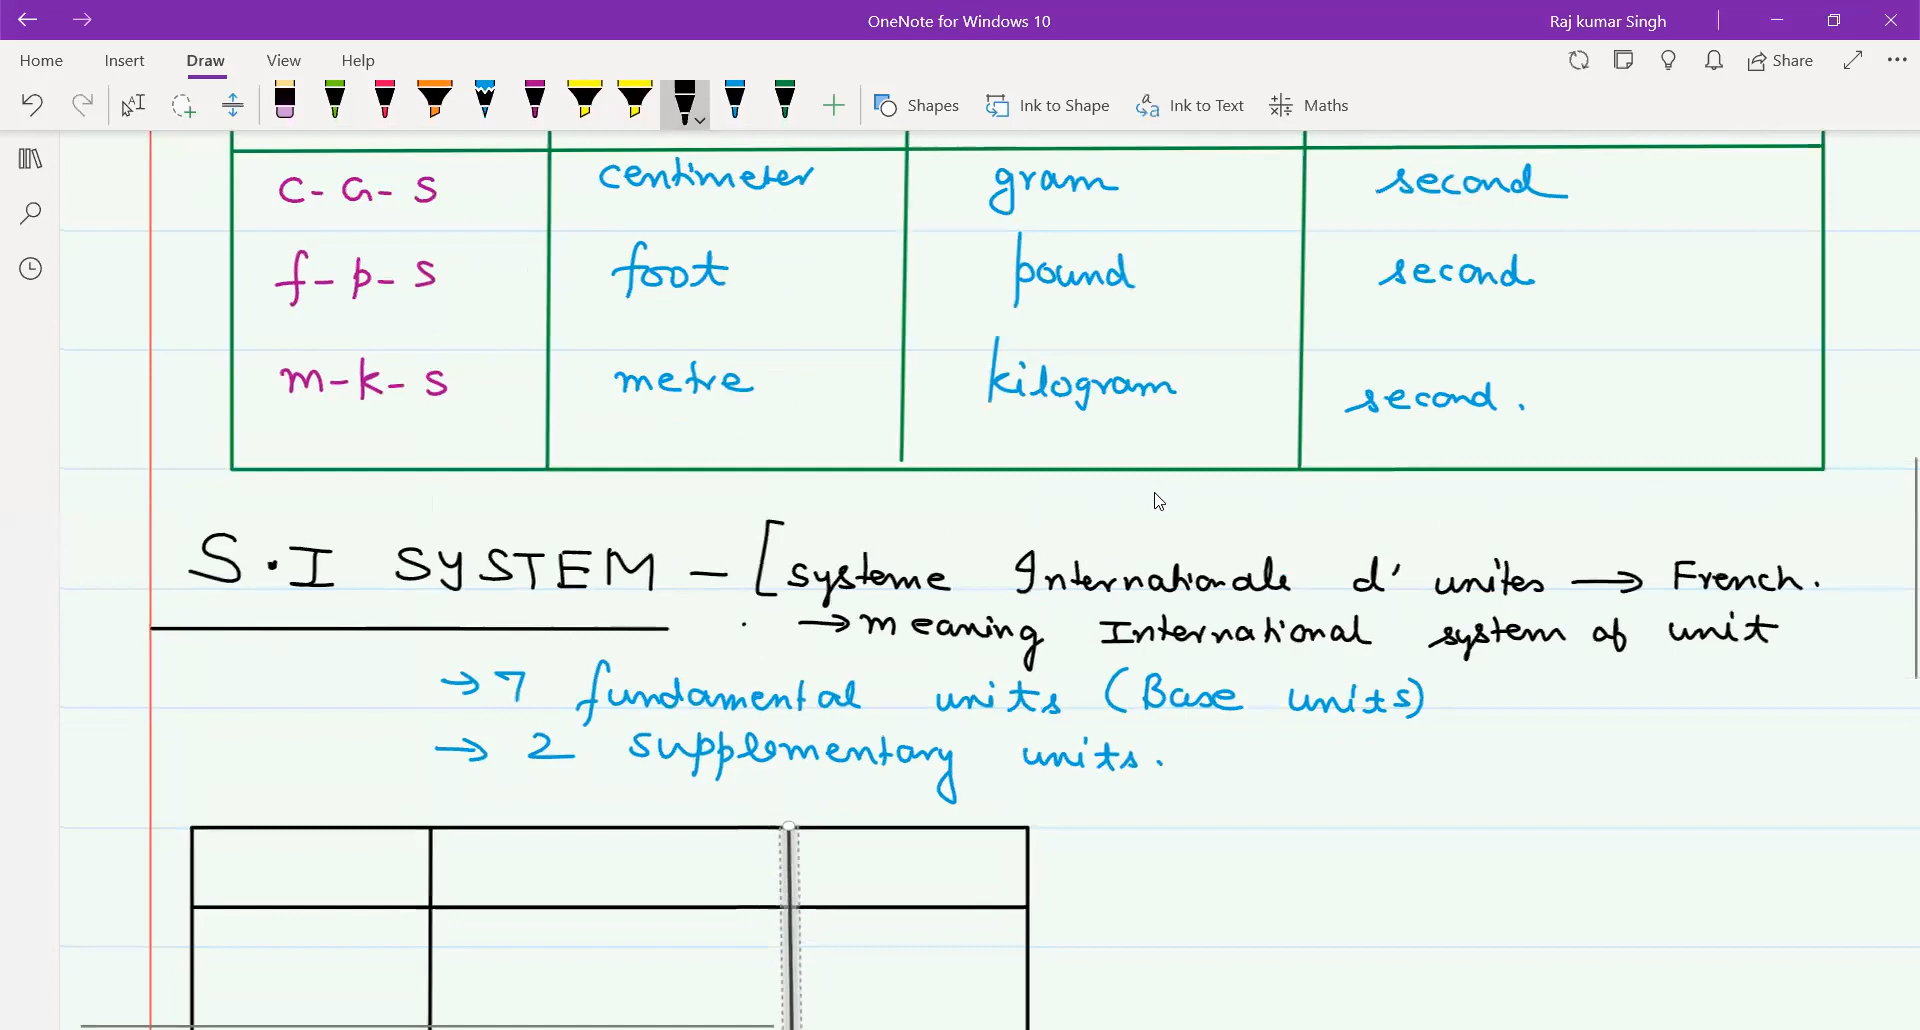 OneNote for Windows 10
Raj kumar Singh
Home Insert Draw View Help
Share
Shapes Ink to Shape Ink to Text Maths
C-G-S centimeter gram second
f-p-s foot pound second
m-k-s metre kilogram second.
S.I SYSTEM - [systeme Internationale d' unites → French.
→ meaning International system of unit
→ 7 fundamental units (Base units)
→ 2 supplementary units.